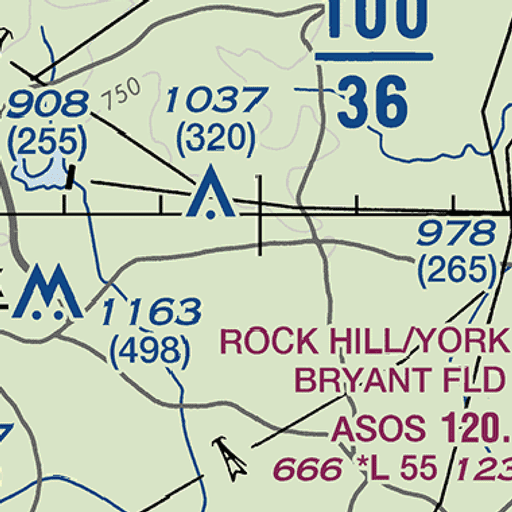 100
36
750
908
(255)
1037
(320)
978
(265)
1163
(498)
ROCK HILL/YORK
BRYANT FLD
ASOS 120.
666 *L 55 123